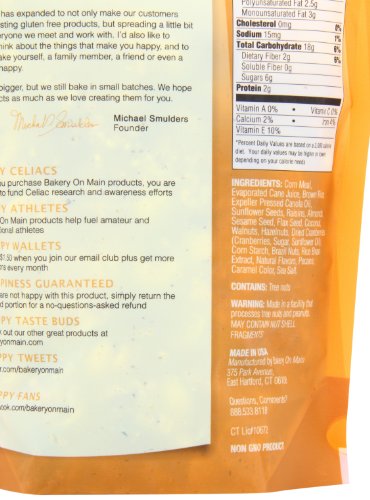 has expanded to not only make our customers
sting gluten free products, but spreading a little bit
eryone we meet and work with. I'd also like to
ink about the things that make you happy, and to
ake yourself, a family member, a friend or even a
happy.
bigger, but we still bake in small batches. We hope
cts as much as we love creating them for you.
Michael Smulders
Founder
Y CELIACS
ou purchase Bakery On Main products, you are
to fund Celiac research and awareness efforts
Y ATHLETES
On Main products help fuel amateur and
ional athletes
PY WALLETS
$1.50 when you join our email club plus get more
rs every month
PINESS GUARANTEED
are not happy with this product, simply return the
d portion for a no-questions-asked refund
PY TASTE BUDS
k out our other great products at
ryonmain.com
PY TWEETS
r.com/bakeryonmain
PY FANS
ook.com/bakeryonmain
Polyunsaturated Fat 2.5g
Monounsaturated Fat 3g
Cholesterol 0mg 0%
Sodium 15mg 1%
Total Carbohydrate 18g 6%
Dietary Fiber 2g
Soluble Fiber 0g
Sugars 6g
Protein 2g
Vitamin A 0% • Vitamin C 0%
Calcium 2% • Iron 4%
Vitamin E 10%
*Percent Daily Values are based on a 2,000 calorie
diet. Your daily values may be higher or lower
depending on your calorie needs.
INGREDIENTS: Corn Meal,
Evaporated Cane Juice, Brown Rice,
Expeller Pressed Canola Oil,
Sunflower Seeds, Raisins, Almonds,
Sesame Seed, Flax Seed, Coconut,
Walnuts, Hazelnuts, Dried Cranberries
(Cranberries, Sugar, Sunflower Oil),
Corn Starch, Brazil Nuts, Rice Bran
Extract, Natural Flavors, Pecans,
Caramel Color, Sea Salt.
CONTAINS: Tree nuts
WARNING: Made in a facility that
processes tree nuts and peanuts.
MAY CONTAIN NUT SHELL
FRAGMENTS
MADE IN USA
Manufactured by Bakery On Main
375 Park Avenue,
East Hartford, CT 06108
Questions, Comments?
888.533.8118
CT Lic#10672
NON GMO PRODUCT